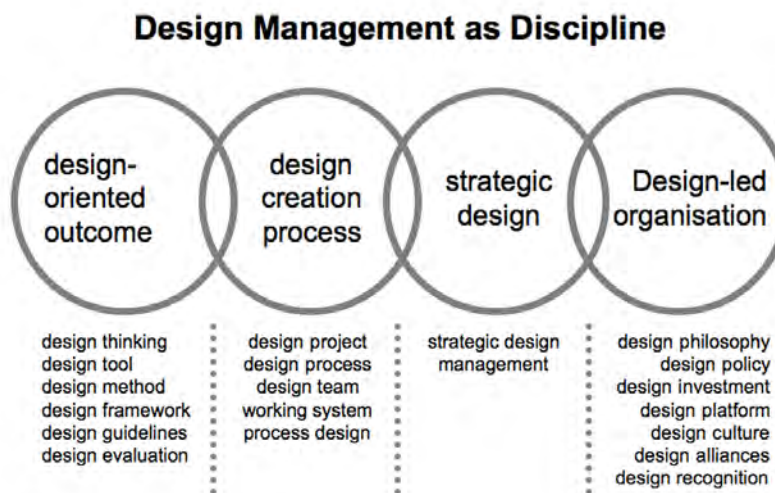 Design Management as Discipline
design-
oriented
outcome
design
creation
process
strategic
design
Design-led
organisation
design thinking
design tool
design method
design framework
design guidelines
design evaluation
design project
design process
design team
working system
process design
strategic design
management
design philosophy
design policy
design investment
design platform
design culture
design alliances
design recognition